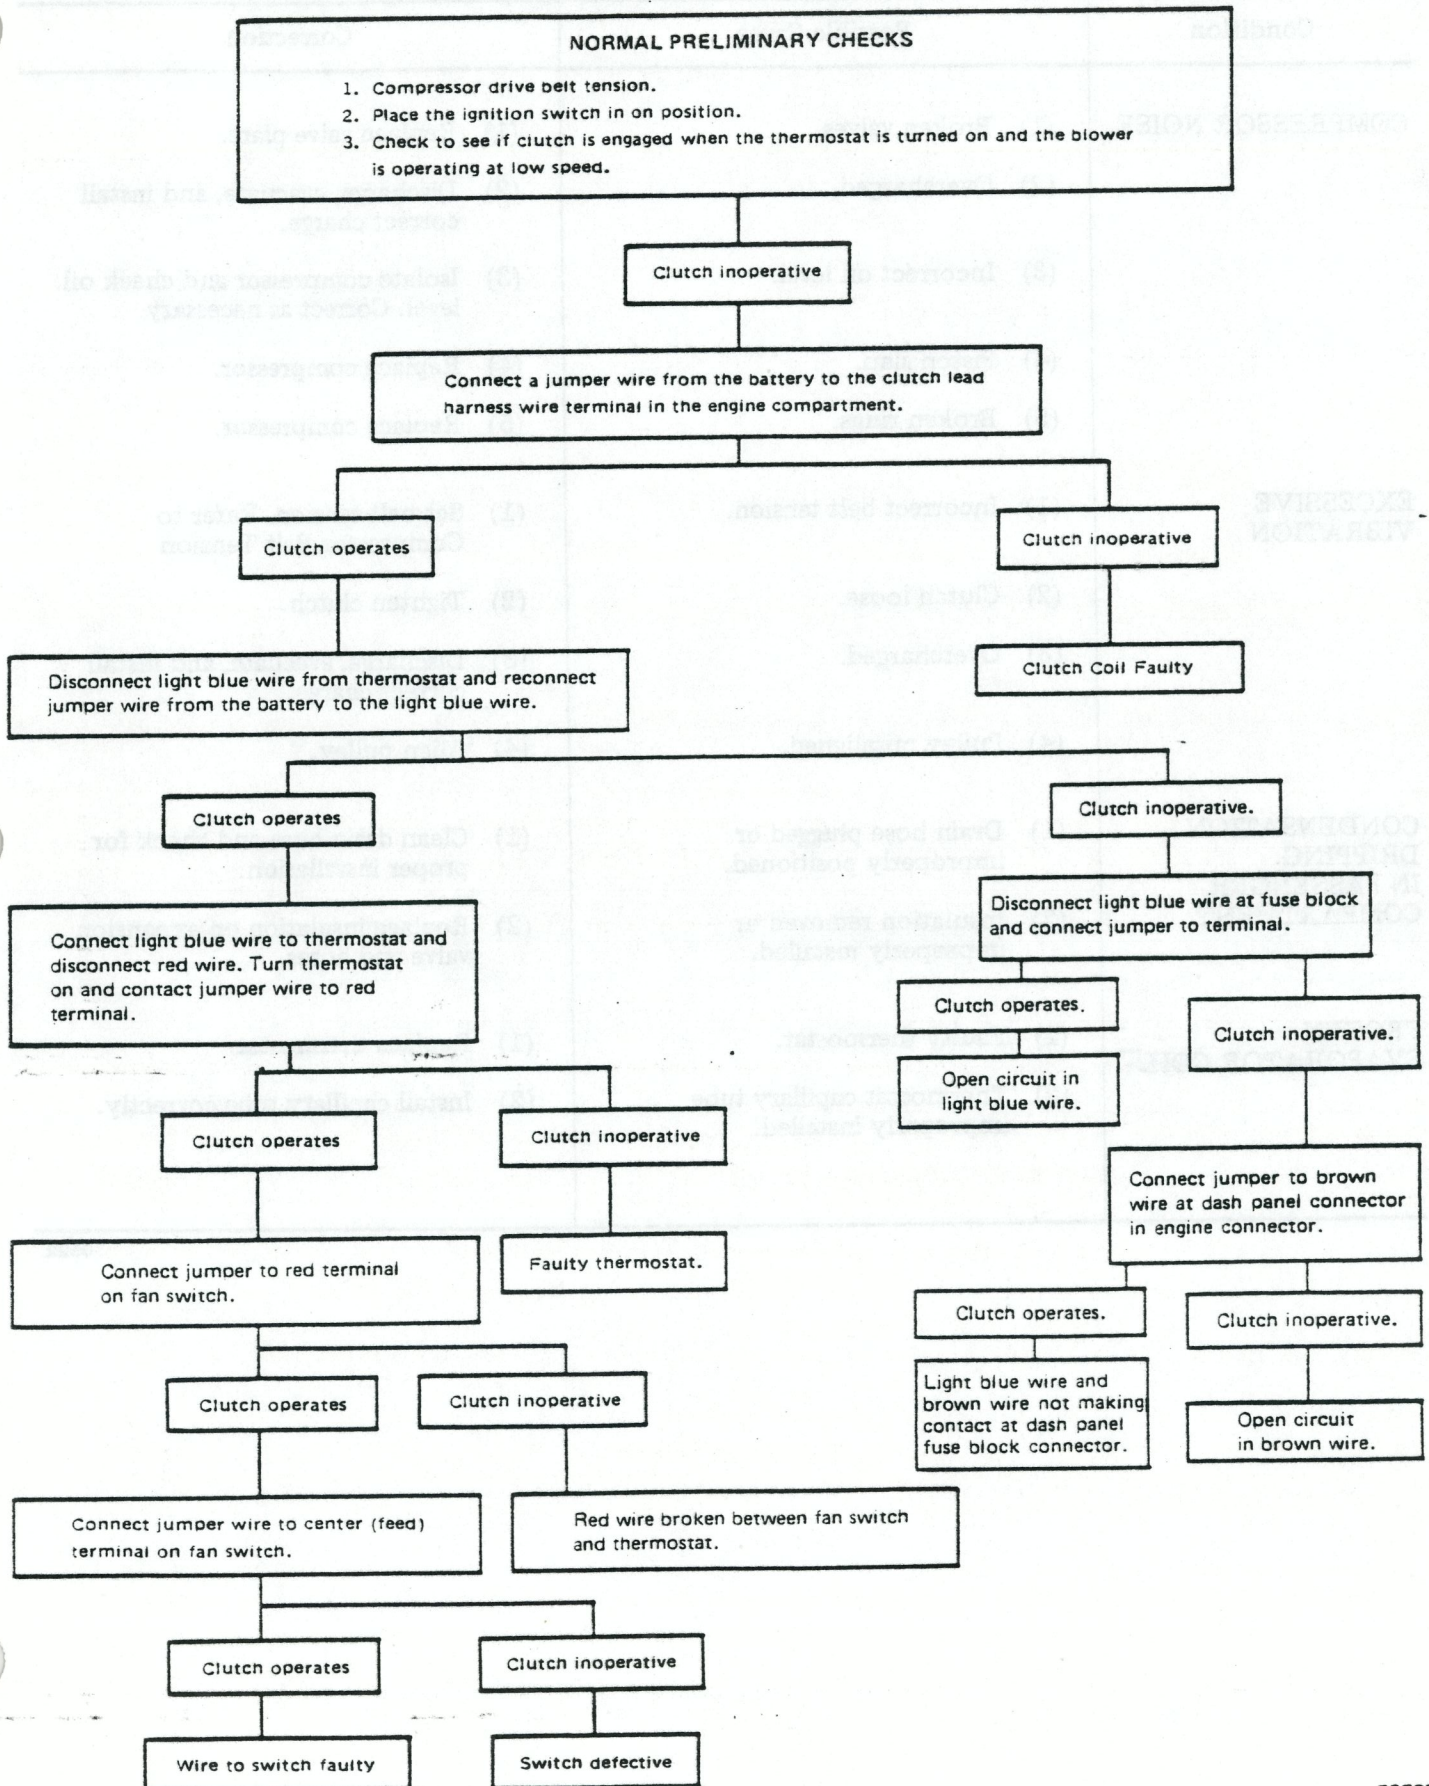 NORMAL PRELIMINARY CHECKS
1. Compressor drive belt tension.
2. Place the ignition switch in on position.
3. Check to see if clutch is engaged when the thermostat is turned on and the blower
is operating at low speed.
Clutch inoperative
Connect a jumper wire from the battery to the clutch lead
harness wire terminal in the engine compartment.
Clutch operates
Clutch inoperative
Disconnect light blue wire from thermostat and reconnect
jumper wire from the battery to the light blue wire.
Clutch Coil Faulty
Clutch operates
Clutch inoperative.
Connect light blue wire to thermostat and
disconnect red wire. Turn thermostat
on and contact jumper wire to red
terminal.
Disconnect light blue wire at fuse block
and connect jumper to terminal.
Clutch operates.
Clutch inoperative.
Open circuit in
light blue wire.
Clutch operates
Clutch inoperative
Connect jumper to brown
wire at dash panel connector
in engine connector.
Connect jumper to red terminal
on fan switch.
Faulty thermostat.
Clutch operates.
Clutch inoperative.
Clutch operates
Clutch inoperative
Light blue wire and
brown wire not making
contact at dash panel
fuse block connector.
Open circuit
in brown wire.
Connect jumper wire to center (feed)
terminal on fan switch.
Red wire broken between fan switch
and thermostat.
Clutch operates
Clutch inoperative
Wire to switch faulty
Switch defective